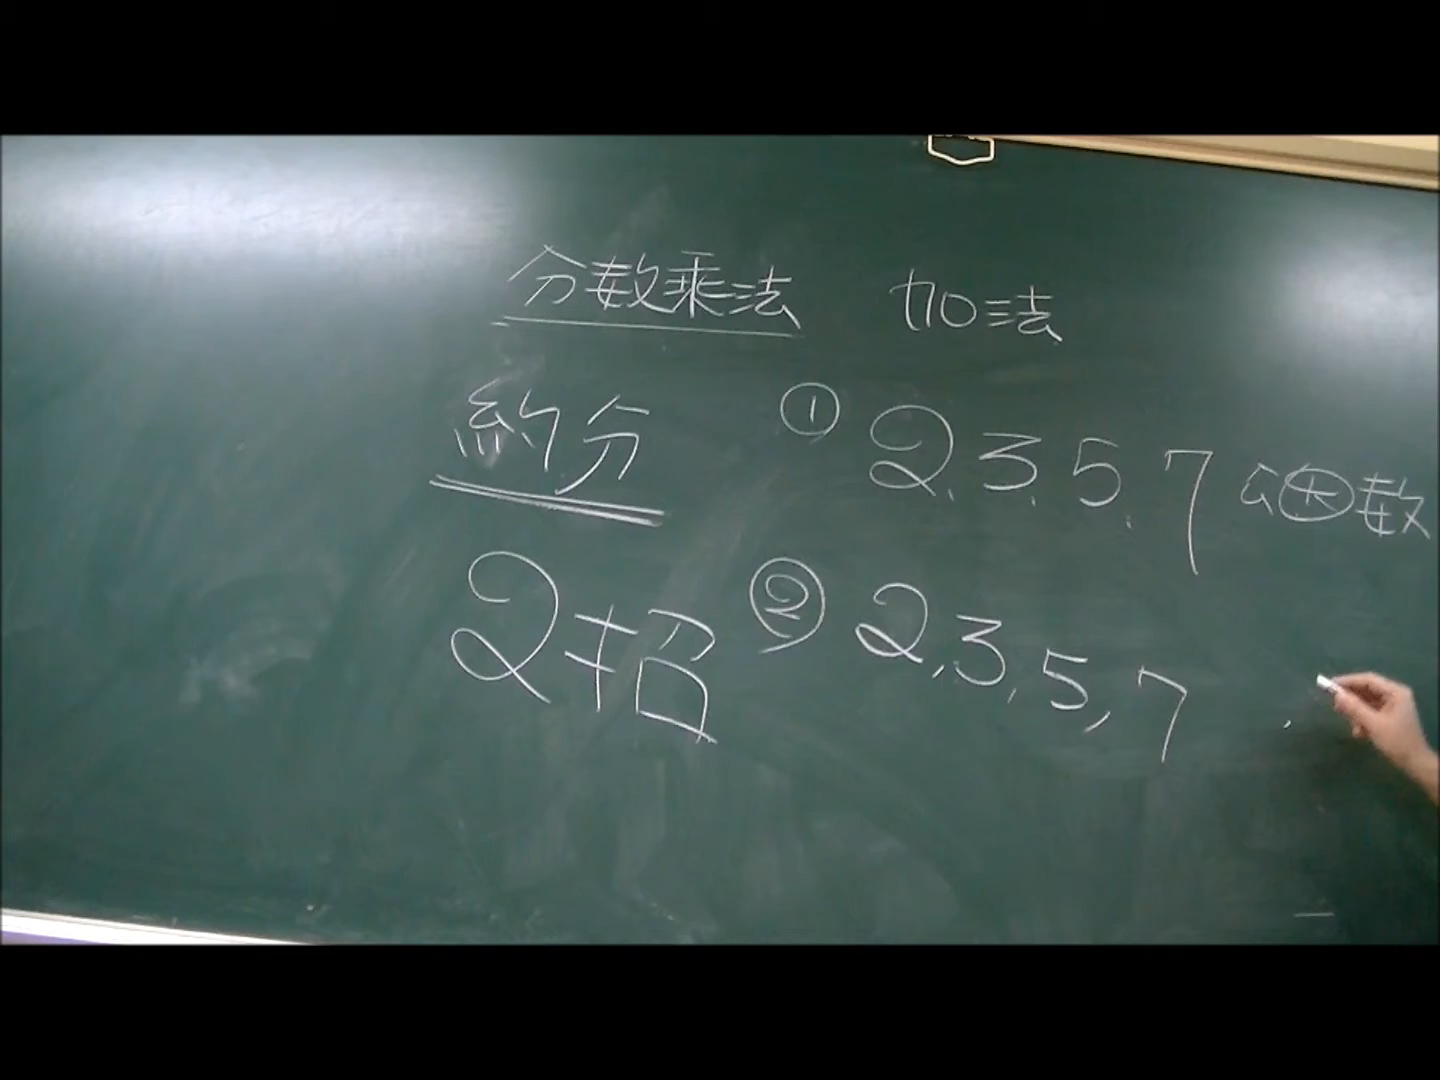 分数乘法 加法
約分 ① 2,3,5,7 公因数
2招 ② 2,3,5,7